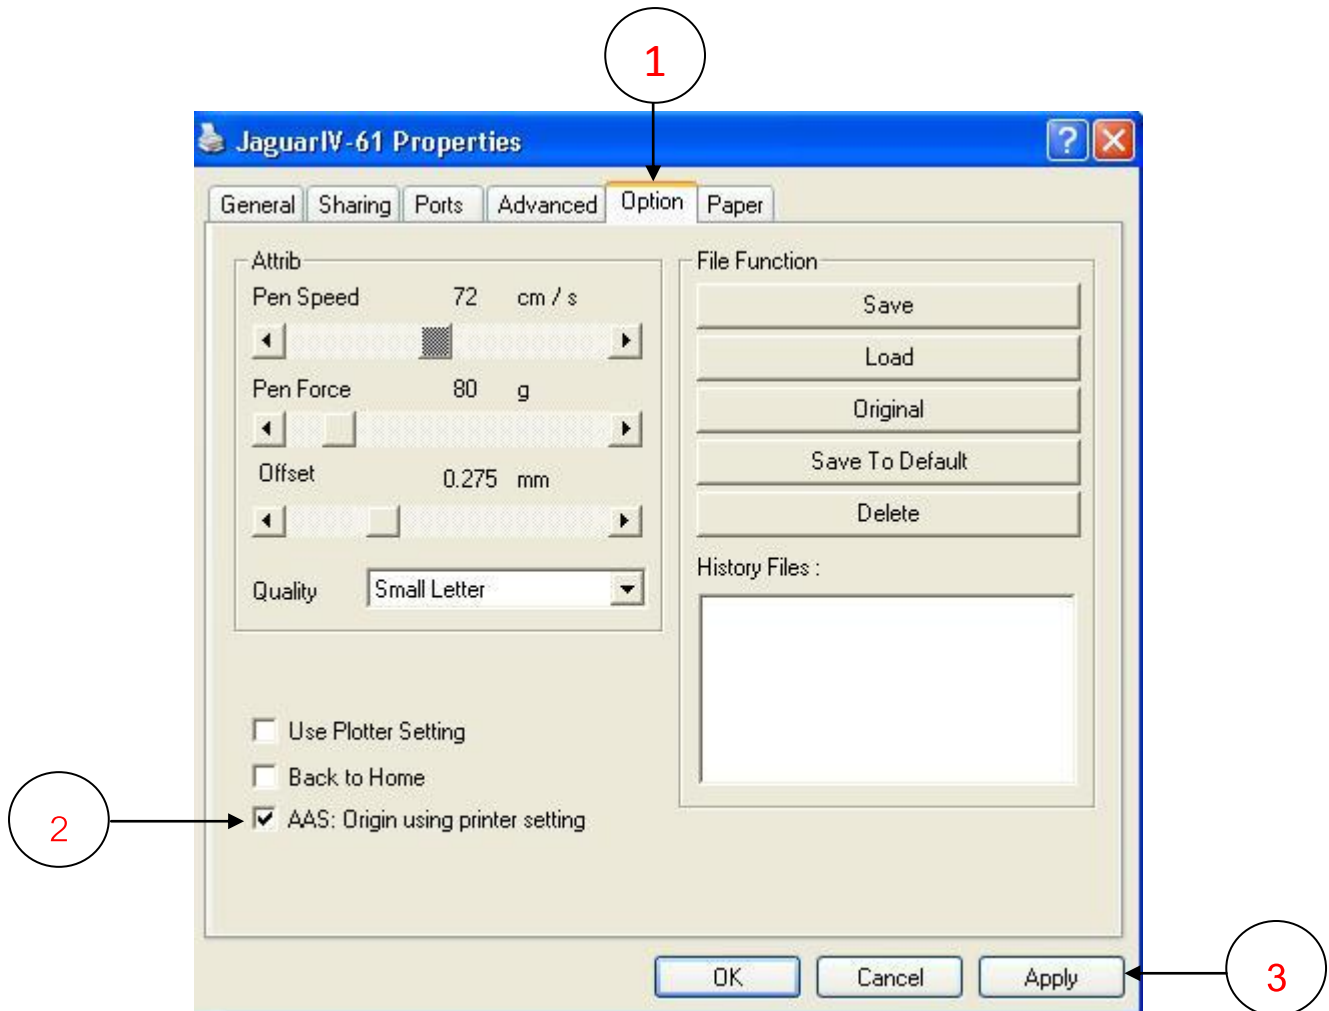 1
JaguarIV-61 Properties
?
General Sharing Ports Advanced Option Paper
Attrib
Pen Speed 72 cm / s
Pen Force 80 g
Offset 0.275 mm
Quality Small Letter
File Function
Save
Load
Original
Save To Default
Delete
History Files :
Use Plotter Setting
Back to Home
2
AAS: Origin using printer setting
OK Cancel Apply
3